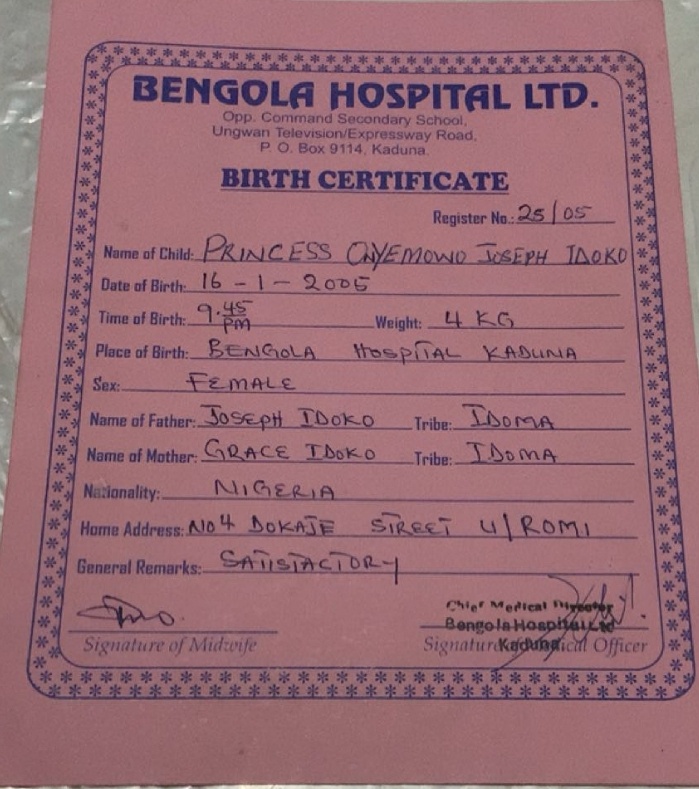 BENGOLA HOSPITAL LTD.
Opp. Command Secondary School,
Ungwan Television/Expressway Road,
P. O. Box 9114, Kaduna.
BIRTH CERTIFICATE
Register No.: 25/05
Name of Child: PRINCESS ONYEMOWO JOSEPH IDOKO
Date of Birth: 16 - 1 - 2005
Time of Birth: 9.45 PM Weight: 4 KG
Place of Birth: BENGOLA HOSPITAL KADUNA
Sex: FEMALE
Name of Father: JOSEPH IDOKO Tribe: IDOMA
Name of Mother: GRACE IDOKO Tribe: IDOMA
Nationality: NIGERIA
Home Address: NO 4 DOKAJE STREET U/ROMI
General Remarks: SATISFACTORY
Chief Medical Director
Bengola Hospital Ltd
Kaduna
Signature of Midwife Signature Medical Officer